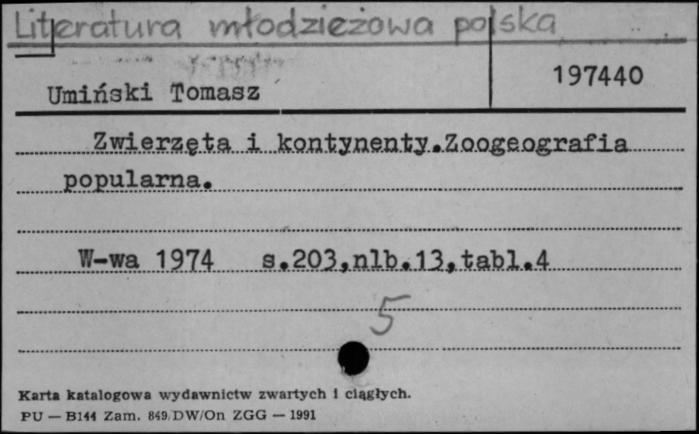 Literatura młodzieżowa polska
197440
Umiński Tomasz
Zwierzęta i kontynenty.Zoogeografia
popularna.
W-wa 1974 s.203,nlb.13,tabl.4
5
Karta katalogowa wydawnictw zwartych i ciągłych.
PU — B144 Zam. 849/DW/On ZGG — 1991